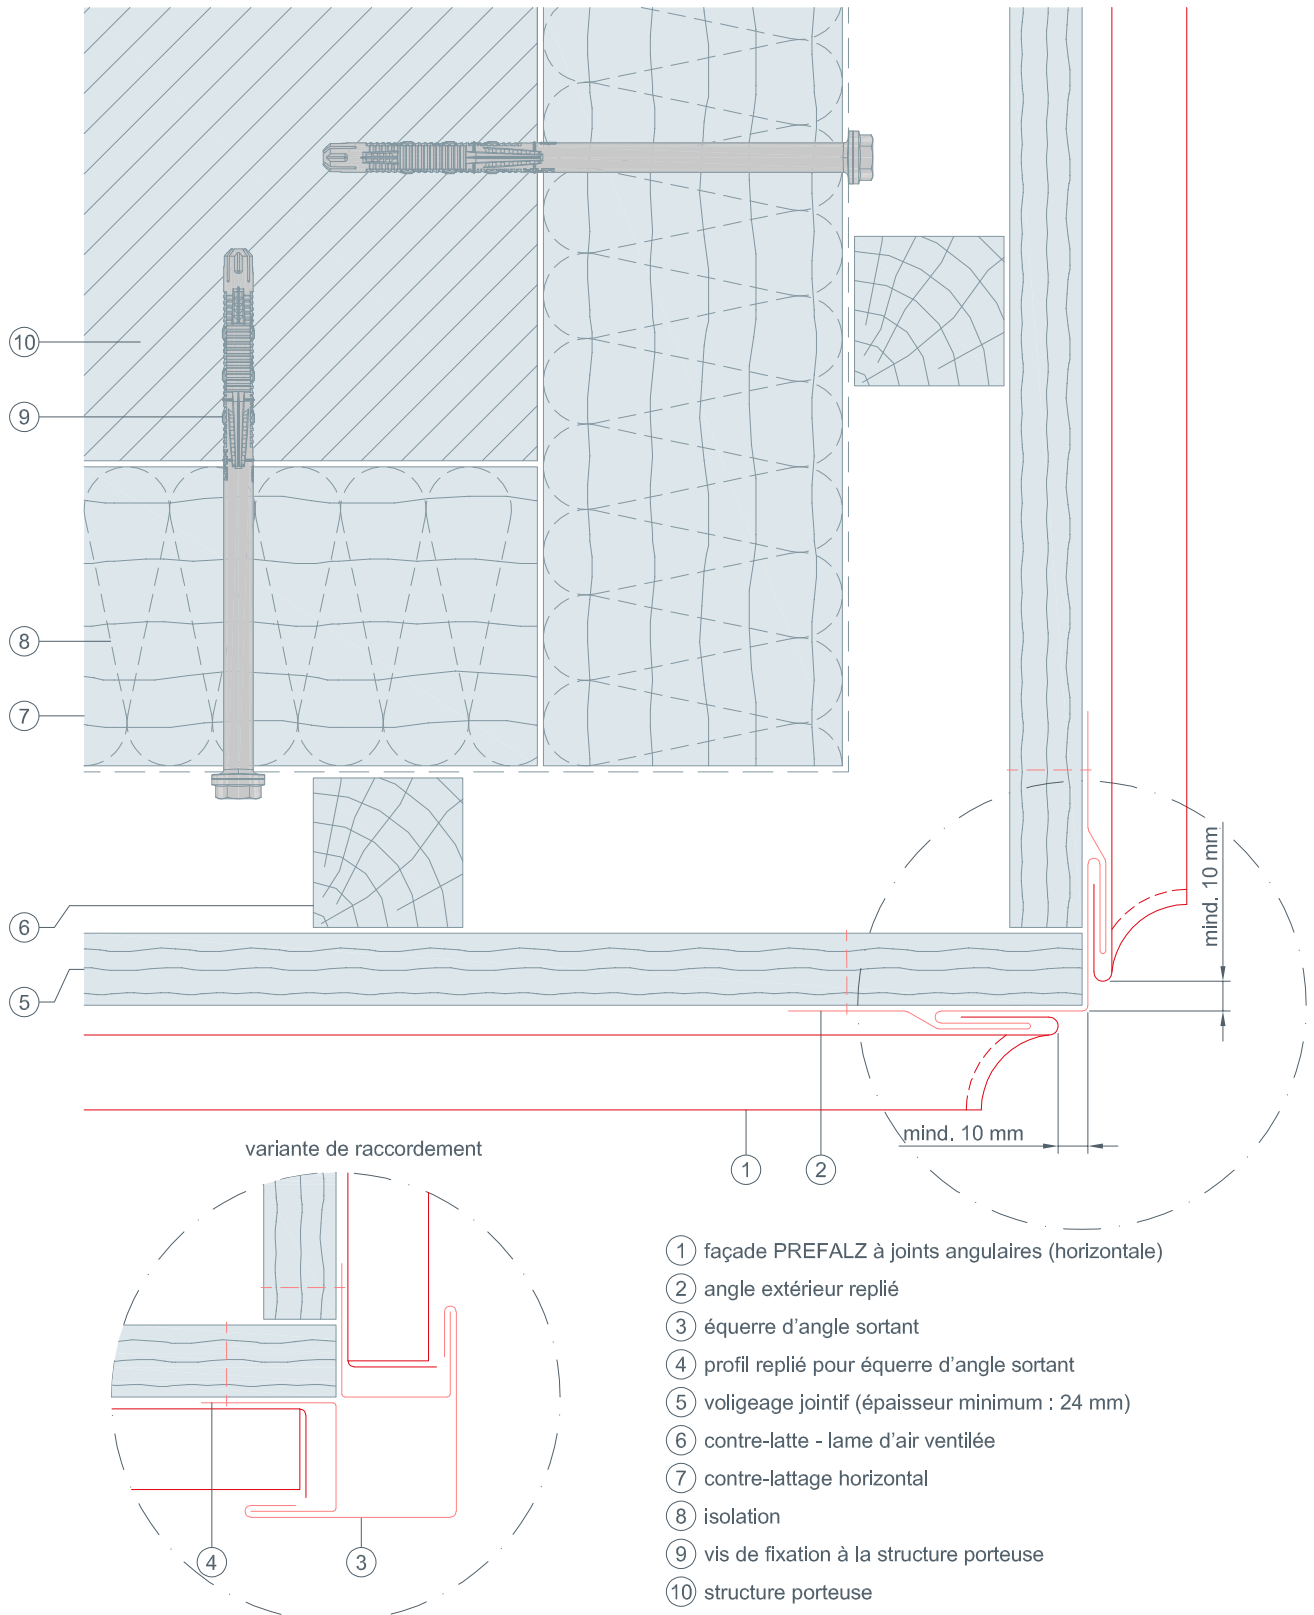 10
9
8
7
6
5
mind. 10 mm
mind. 10 mm
1
2
variante de raccordement
4
3
1 façade PREFALZ à joints angulaires (horizontale)
2 angle extérieur replié
3 équerre d'angle sortant
4 profil replié pour équerre d'angle sortant
5 voligeage jointif (épaisseur minimum : 24 mm)
6 contre-latte - lame d'air ventilée
7 contre-lattage horizontal
8 isolation
9 vis de fixation à la structure porteuse
10 structure porteuse